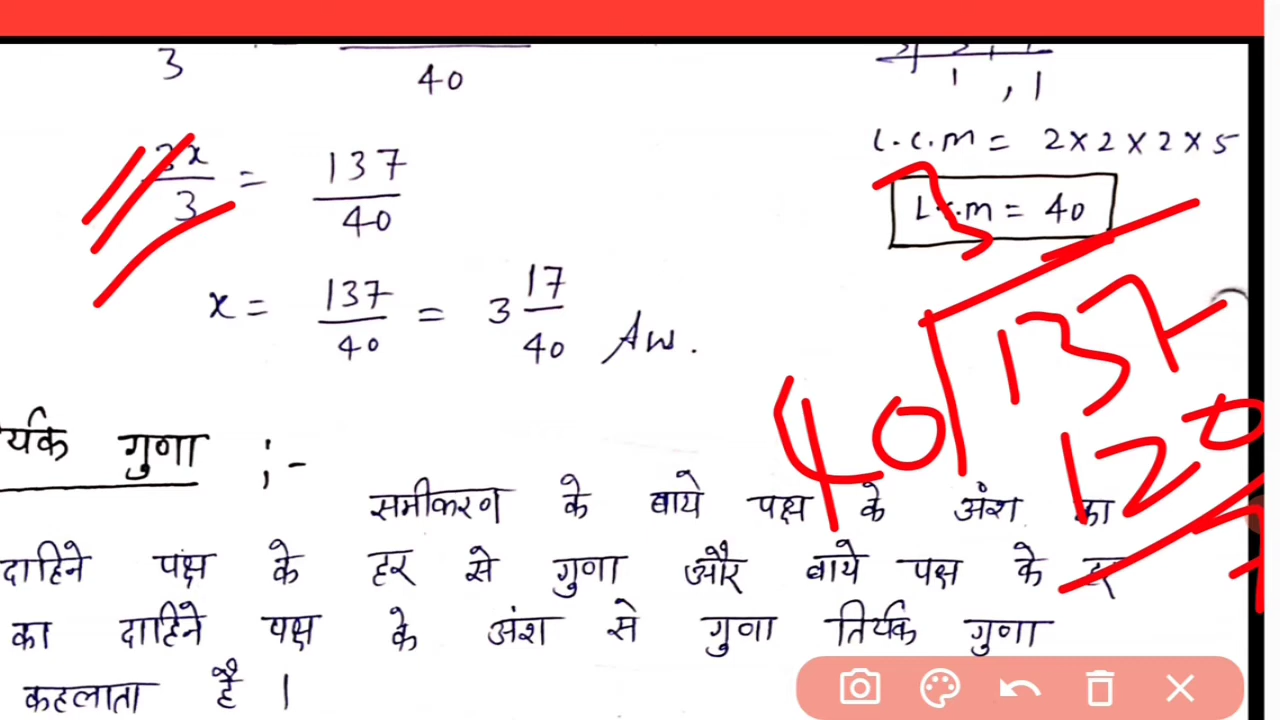 3
40
L.C.M = 2×2×2×5
3x/3 = 137/40
L.C.M = 40
x = 137/40 = 3 17/40 Aw.
40 137
120
र्यक गुणा ;-
समीकरण के बाये पक्ष के अंश का
दाहिने पक्ष के हर से गुणा और बाये पक्ष के हर
का दाहिने पक्ष के अंश से गुणा तिर्यक गुणा
कहलाता है ।